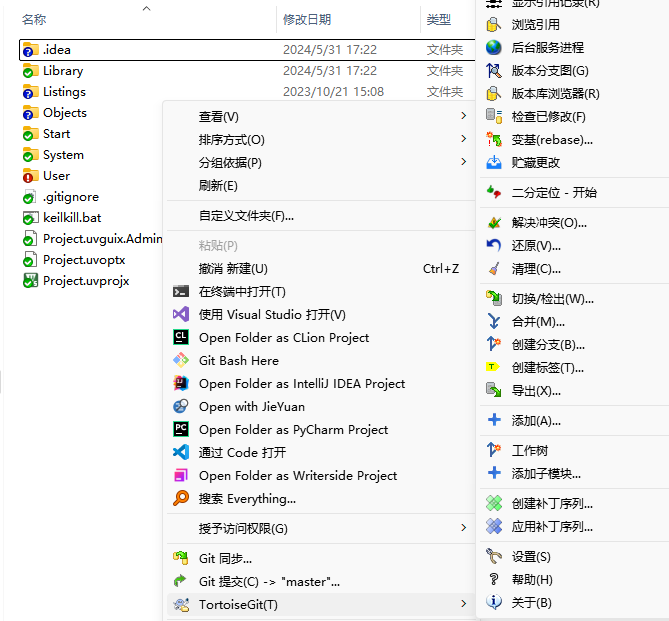 名称
修改日期
类型
.idea
2024/5/31 17:22
文件夹
Library
2024/5/31 17:22
文件夹
Listings
2023/10/21 15:08
文件夹
Objects
Start
System
User
.gitignore
keilkill.bat
Project.uvguix.Admin
Project.uvoptx
Project.uvprojx
查看(V)
排序方式(O)
分组依据(P)
刷新(E)
自定义文件夹(F)...
粘贴(P)
撤消 新建(U) Ctrl+Z
在终端中打开(T)
使用 Visual Studio 打开(V)
Open Folder as CLion Project
Git Bash Here
Open Folder as IntelliJ IDEA Project
Open with JieYuan
Open Folder as PyCharm Project
通过 Code 打开
Open Folder as Writerside Project
搜索 Everything...
授予访问权限(G)
Git 同步...
Git 提交(C) -> "master"...
TortoiseGit(T)
显示引用记录(R)
浏览引用
后台服务进程
版本分支图(G)
版本库浏览器(R)
检查已修改(F)
变基(rebase)...
贮藏更改
二分定位 - 开始
解决冲突(O)...
还原(V)...
清理(C)...
切换/检出(W)...
合并(M)...
创建分支(B)...
创建标签(T)...
导出(X)...
添加(A)...
工作树
添加子模块...
创建补丁序列...
应用补丁序列...
设置(S)
帮助(H)
关于(B)